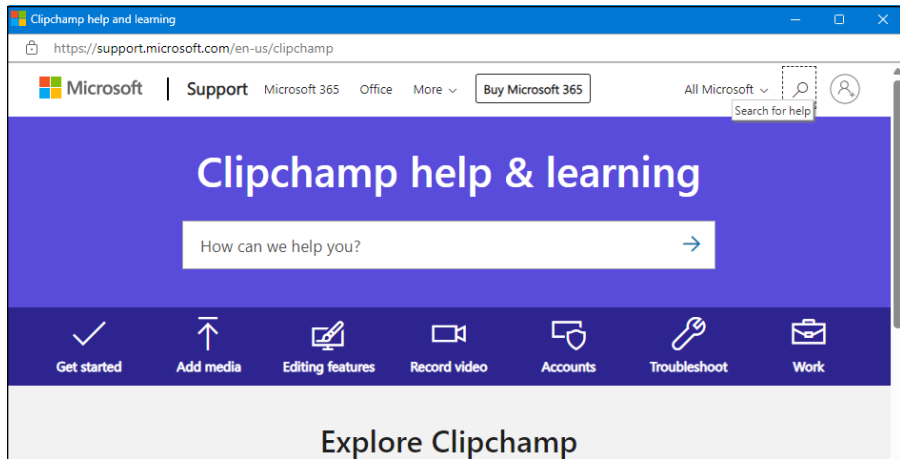 Clipchamp help and learning
https://support.microsoft.com/en-us/clipchamp
Microsoft Support Microsoft 365 Office More Buy Microsoft 365 All Microsoft
Search for help
Clipchamp help & learning
How can we help you?
Get started Add media Editing features Record video Accounts Troubleshoot Work
Explore Clipchamp